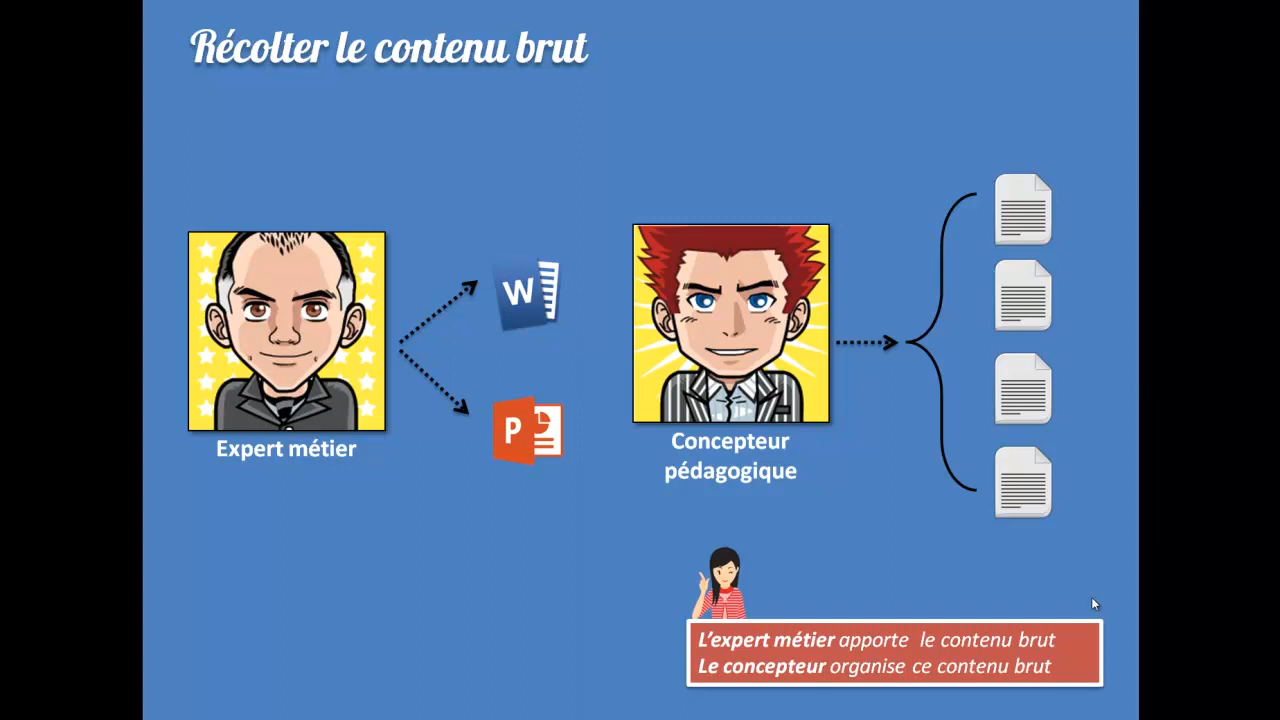 Récolter le contenu brut
W
P
Expert métier
Concepteur
pédagogique
L'expert métier apporte le contenu brut
Le concepteur organise ce contenu brut